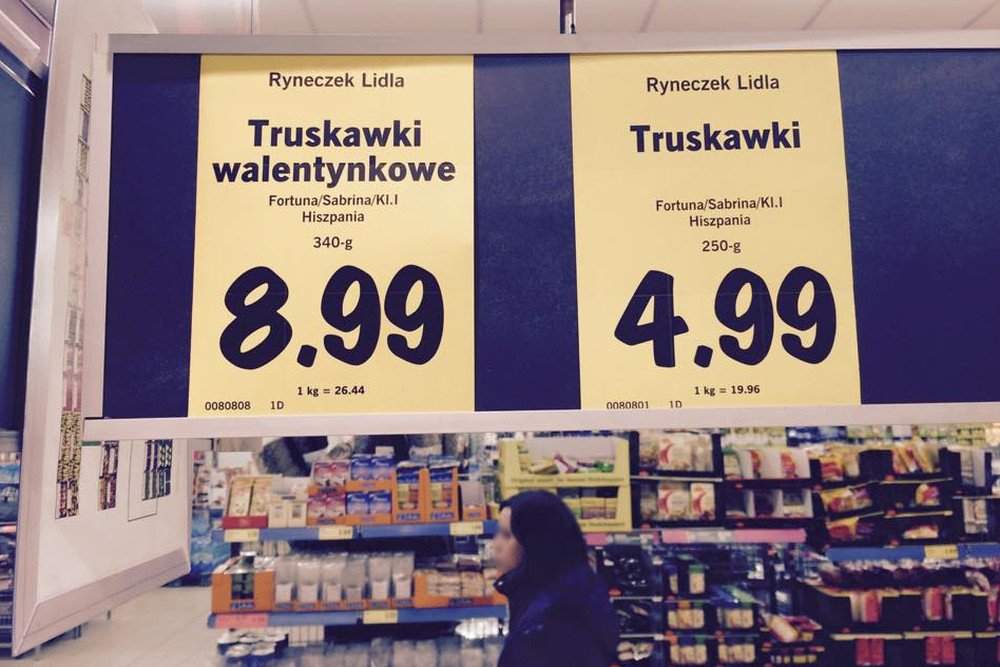 Ryneczek Lidla
Truskawki
walentynkowe
Fortuna/Sabrina/Kl.I
Hiszpania
340-g
8.99
1 kg = 26.44
0080808 1D
Ryneczek Lidla
Truskawki
Fortuna/Sabrina/Kl.I
Hiszpania
250-g
4.99
1 kg = 19.96
0080801 1D